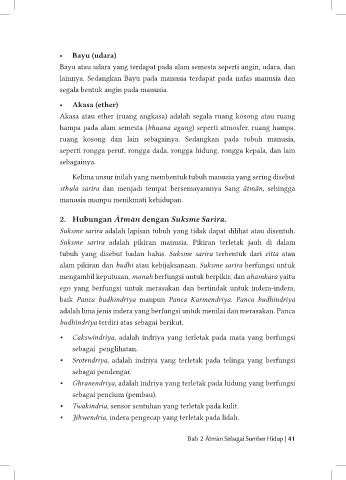 • Bayu (udara)
Bayu atau udara yang terdapat pada alam semesta seperti angin, udara, dan
lainnya. Sedangkan Bayu pada manusia terdapat pada nafas manusia dan
segala bentuk angin pada manusia.
• Akasa (ether)
Akasa atau ether (ruang angkasa) adalah segala ruang kosong atau ruang
hampa pada alam semesta (bhuana agung) seperti atmosfer, ruang hampa,
ruang kosong dan lain sebagainya. Sedangkan pada tubuh manusia,
seperti rongga perut, rongga dada, rongga hidung, rongga kepala, dan lain
sebagainya.
Kelima unsur inilah yang membentuk tubuh manusia yang sering disebut
sthula sarira dan menjadi tempat bersemayamnya Sang ātmān, sehingga
manusia mampu menikmati kehidupan.
2. Hubungan Ātmān dengan Suksme Sarira.
Suksme sarira adalah lapisan tubuh yang tidak dapat dilihat atau disentuh.
Suksme sarira adalah pikiran manusia. Pikiran terletak jauh di dalam
tubuh yang disebut badan halus. Suksme sarira terbentuk dari citta atau
alam pikiran dan budhi atau kebijaksanaan. Suksme sarira berfungsi untuk
mengambil keputusan, manah berfungsi untuk berpikir, dan ahamkara yaitu
ego yang berfungsi untuk merasakan dan bertindak untuk indera-indera,
baik Panca budhindriya maupun Panca Karmendriya. Panca budhindriya
adalah lima jenis indera yang berfungsi untuk menilai dan merasakan. Panca
budhindriya terdiri atas sebagai berikut.
• Cakswindriya, adalah indriya yang terletak pada mata yang berfungsi
sebagai penglihatan.
• Srotendriya, adalah indriya yang terletak pada telinga yang berfungsi
sebagai pendengar.
• Ghranendriya, adalah indriya yang terletak pada hidung yang berfungsi
sebagai pencium (pembau).
• Twakindria, sensor sentuhan yang terletak pada kulit.
• Jihwendria, indera pengecap yang terletak pada lidah.
Bab 2 Ātmān Sebagai Sumber Hidup | 41